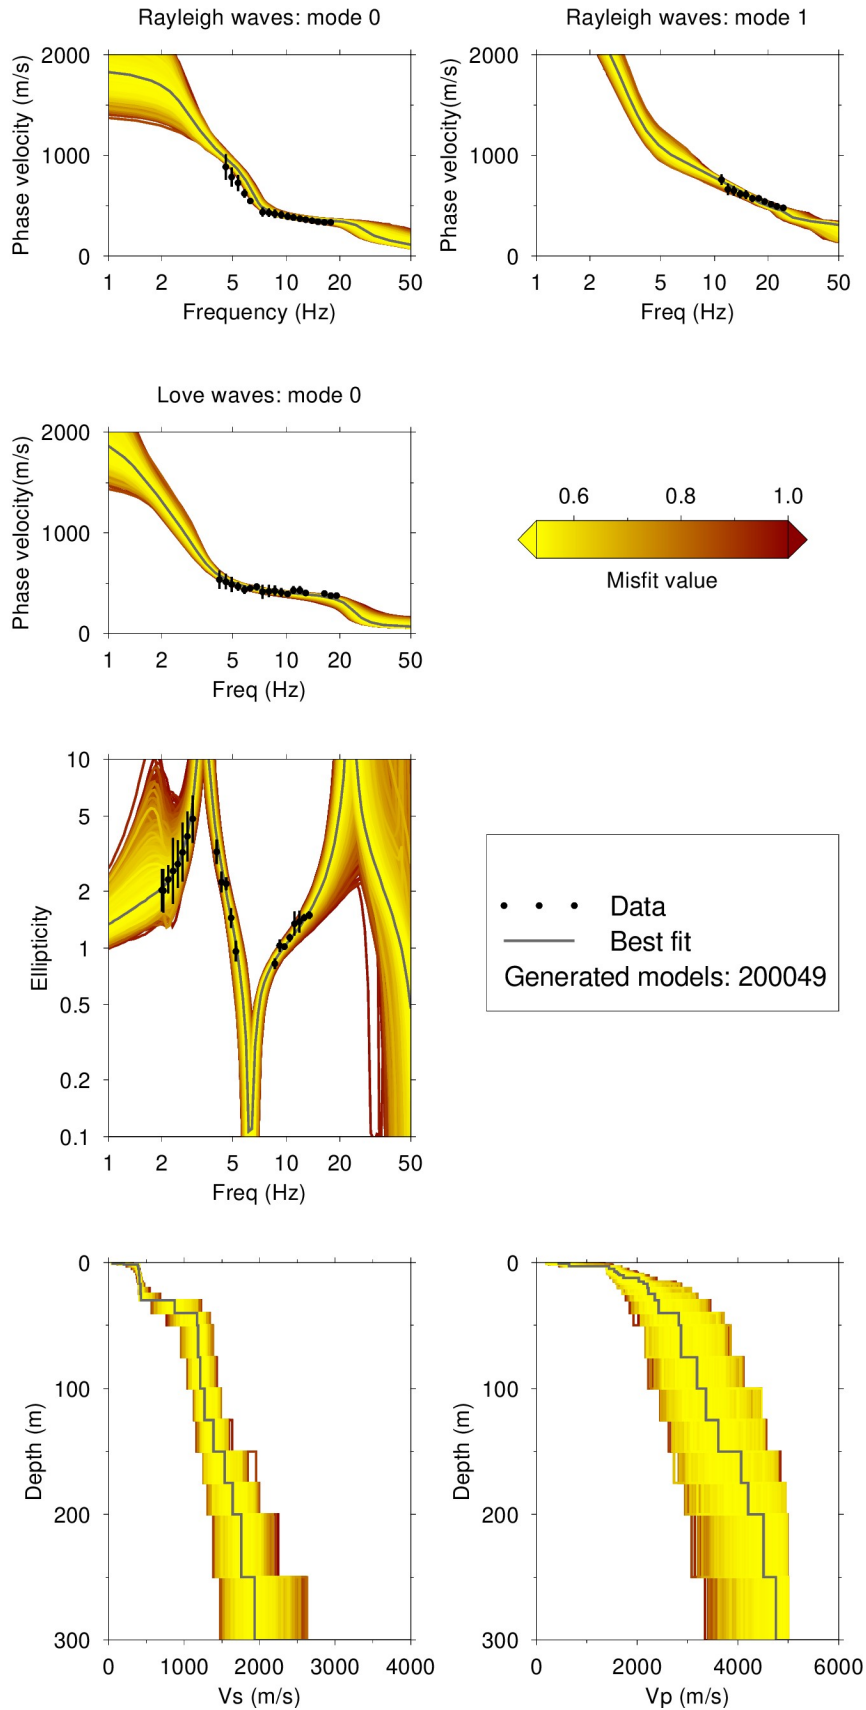 Rayleigh waves: mode 0
Rayleigh waves: mode 1
Phase velocity (m/s)
2000
1000
0
1 2 5 10 20 50
Frequency (Hz)
Phase velocity(m/s)
2000
1000
0
1 2 5 10 20 50
Freq (Hz)
Love waves: mode 0
Phase velocity(m/s)
2000
1000
0
1 2 5 10 20 50
Freq (Hz)
0.6 0.8 1.0
Misfit value
Ellipticity
10
5
2
1
0.5
0.2
0.1
1 2 5 10 20 50
Freq (Hz)
Data
Best fit
Generated models: 200049
Depth (m)
0
100
200
300
0 1000 2000 3000 4000
Vs (m/s)
Depth (m)
0
100
200
300
0 2000 4000 6000
Vp (m/s)